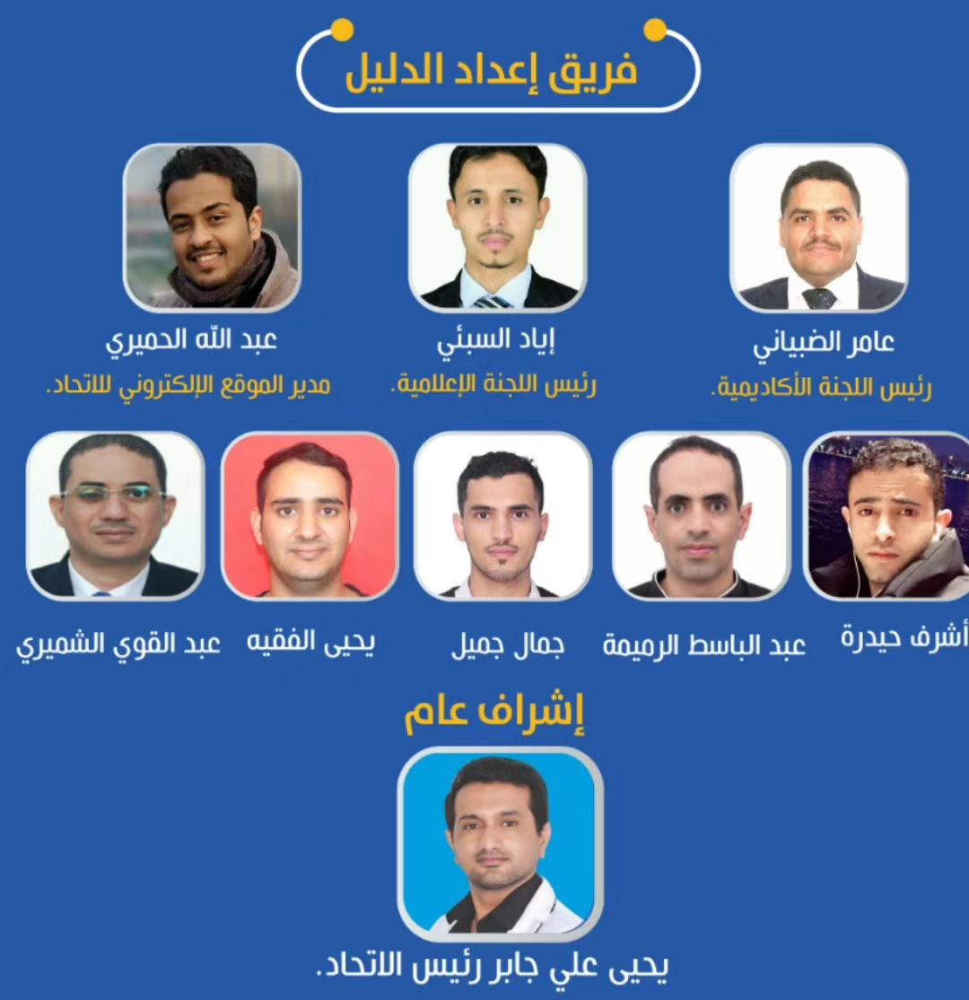 فريق إعداد الدليل
عامر الضبياني
رئيس اللجنة الأكاديمية.
إياد السبئي
رئيس اللجنة الإعلامية.
عبد الله الحميري
مدير الموقع الإلكتروني للاتحاد.
أشرف حيدرة
عبد الباسط الرميمة
جمال جميل
يحيى الفقيه
عبد القوي الشميري
إشراف عام
يحيى علي جابر رئيس الاتحاد.